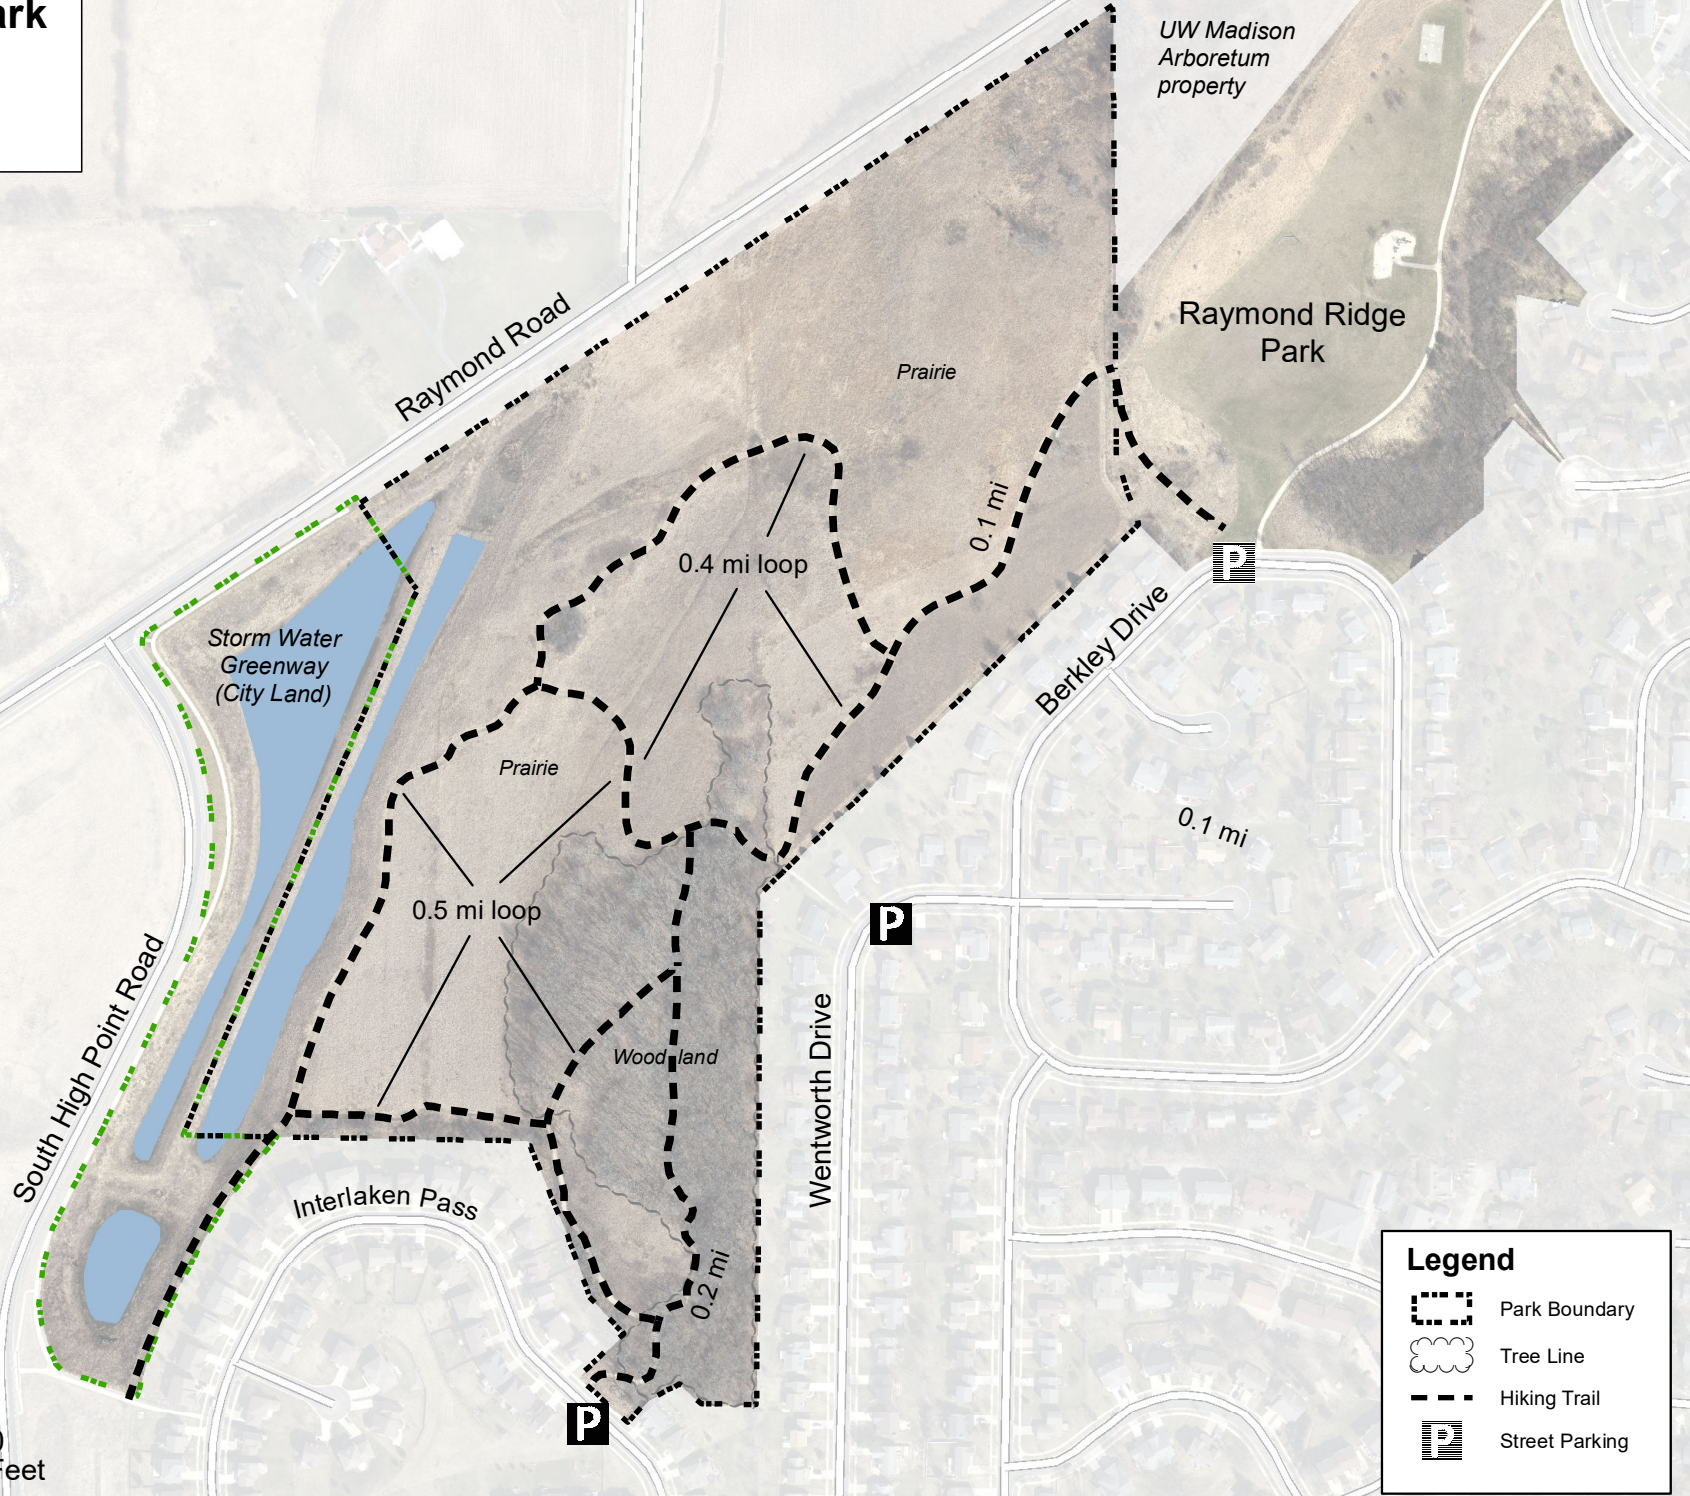 ark
UW Madison
Arboretum
property
Raymond Ridge
Park
Raymond Road
Prairie
0.1 mi
0.4 mi loop
Storm Water
Greenway
(City Land)
Berkley Drive
P
Prairie
0.1 mi
0.5 mi loop
P
South High Point Road
Wentworth Drive
Wood land
Interlaken Pass
0.2 mi
P
Feet
Legend
Park Boundary
Tree Line
Hiking Trail
P
Street Parking